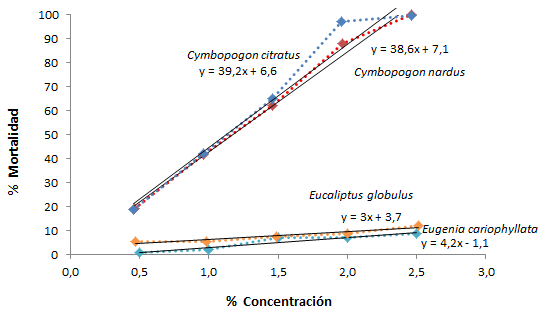 100
90
80
70
60
50
40
30
20
10
0
% Mortalidad
Cymbopogon citratus
y = 39,2x + 6,6
y = 38,6x + 7,1
Cymbopogon nardus
Eucaliptus globulus
y = 3x + 3,7
Eugenia cariophyllata
y = 4,2x - 1,1
0,0 0,5 1,0 1,5 2,0 2,5 3,0
% Concentración